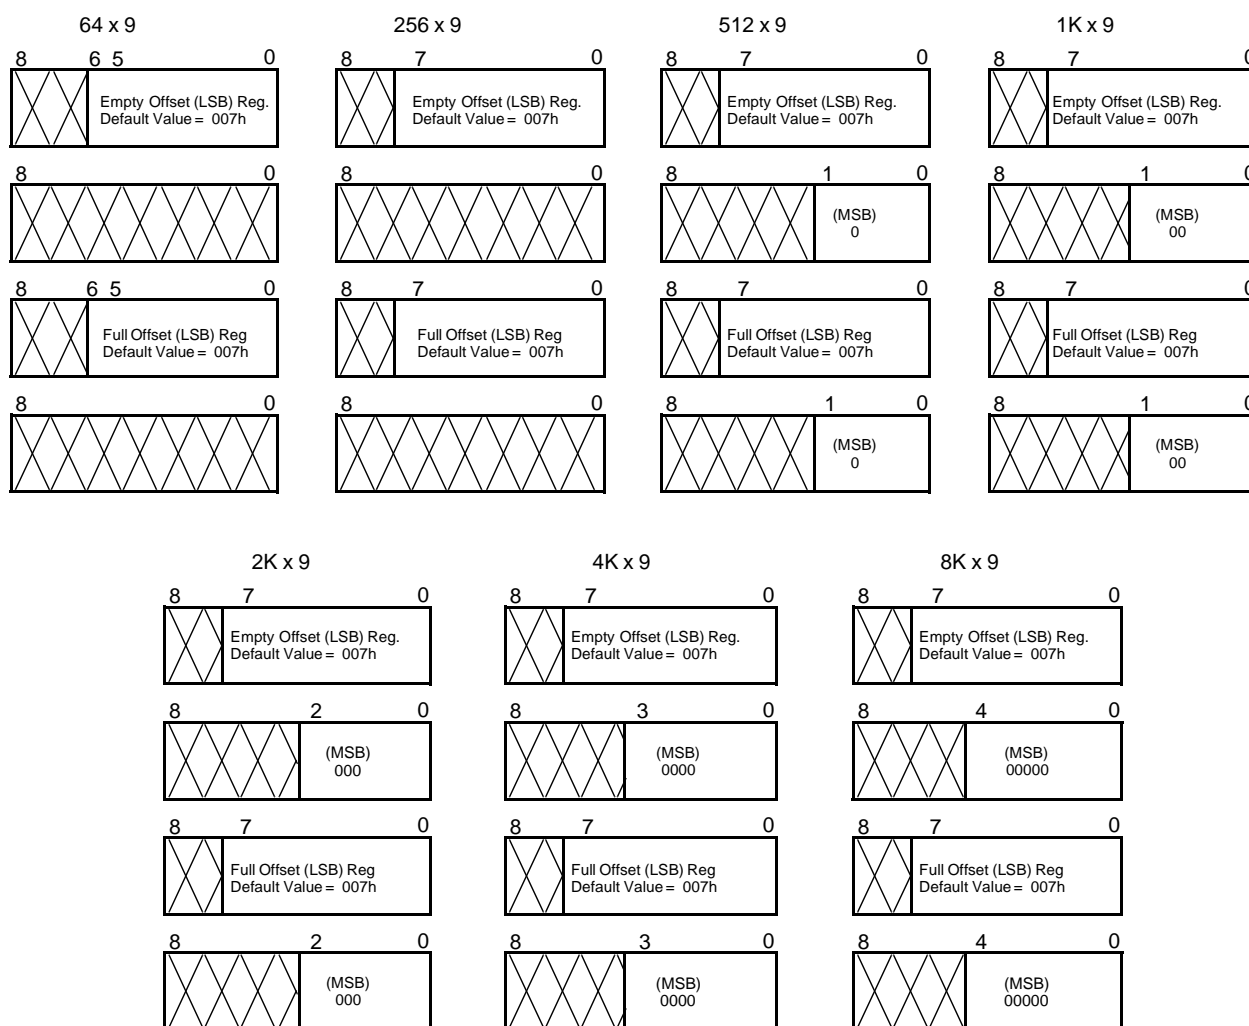 64 x 9 256 x 9 512 x 9 1K x 9
8 6 5 0 8 7 0 8 7 0 8 7 0
Empty Offset (LSB) Reg. Empty Offset (LSB) Reg. Empty Offset (LSB) Reg. Empty Offset (LSB) Reg.
Default Value = 007h Default Value = 007h Default Value = 007h Default Value = 007h
8 0 8 0 8 1 0 8 1 0
(MSB) (MSB)
0 00
8 6 5 0 8 7 0 8 7 0 8 7 0
Full Offset (LSB) Reg Full Offset (LSB) Reg Full Offset (LSB) Reg Full Offset (LSB) Reg
Default Value = 007h Default Value = 007h Default Value = 007h Default Value = 007h
8 0 8 0 8 1 0 8 1 0
(MSB) (MSB)
0 00
2K x 9 4K x 9 8K x 9
8 7 0 8 7 0 8 7 0
Empty Offset (LSB) Reg. Empty Offset (LSB) Reg. Empty Offset (LSB) Reg.
Default Value = 007h Default Value = 007h Default Value = 007h
8 2 0 8 3 0 8 4 0
(MSB) (MSB) (MSB)
000 0000 00000
8 7 0 8 7 0 8 7 0
Full Offset (LSB) Reg Full Offset (LSB) Reg Full Offset (LSB) Reg
Default Value = 007h Default Value = 007h Default Value = 007h
8 2 0 8 3 0 8 4 0
(MSB) (MSB) (MSB)
000 0000 00000